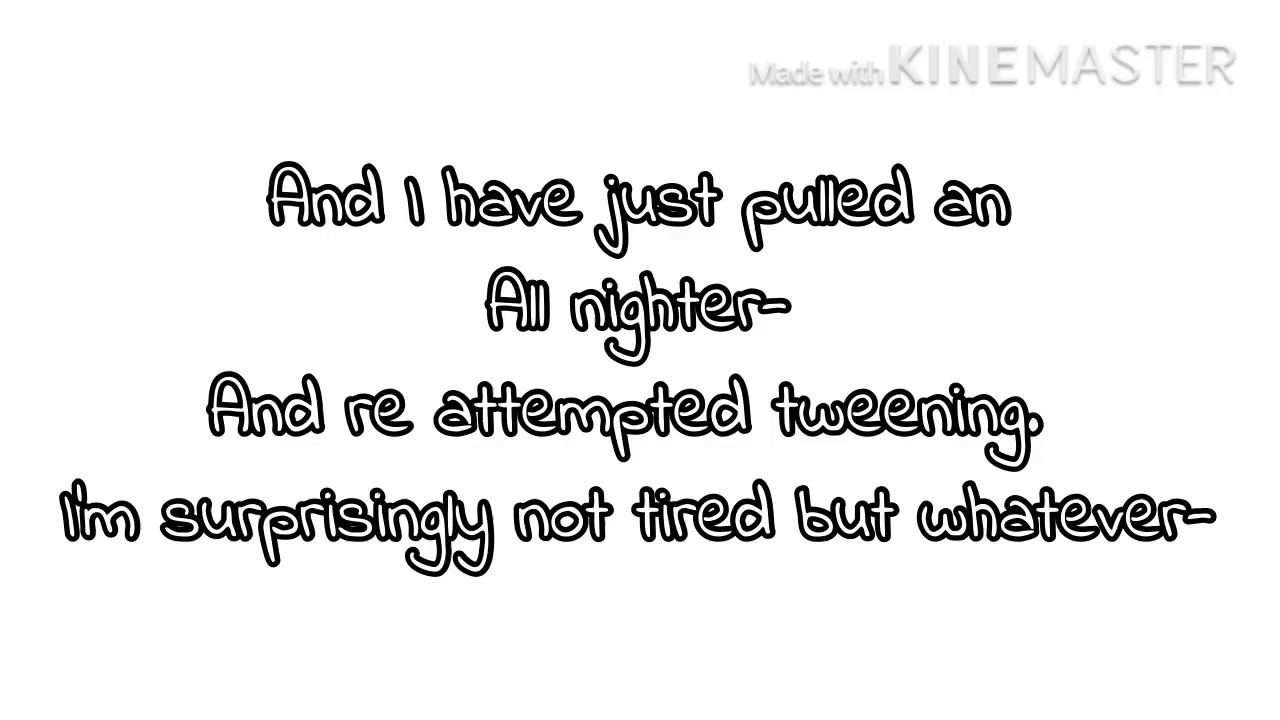 Made with KINEMASTER
And I have just pulled an
All nighter-
And re attempted tweening.
I'm surprisingly not tired but whatever-